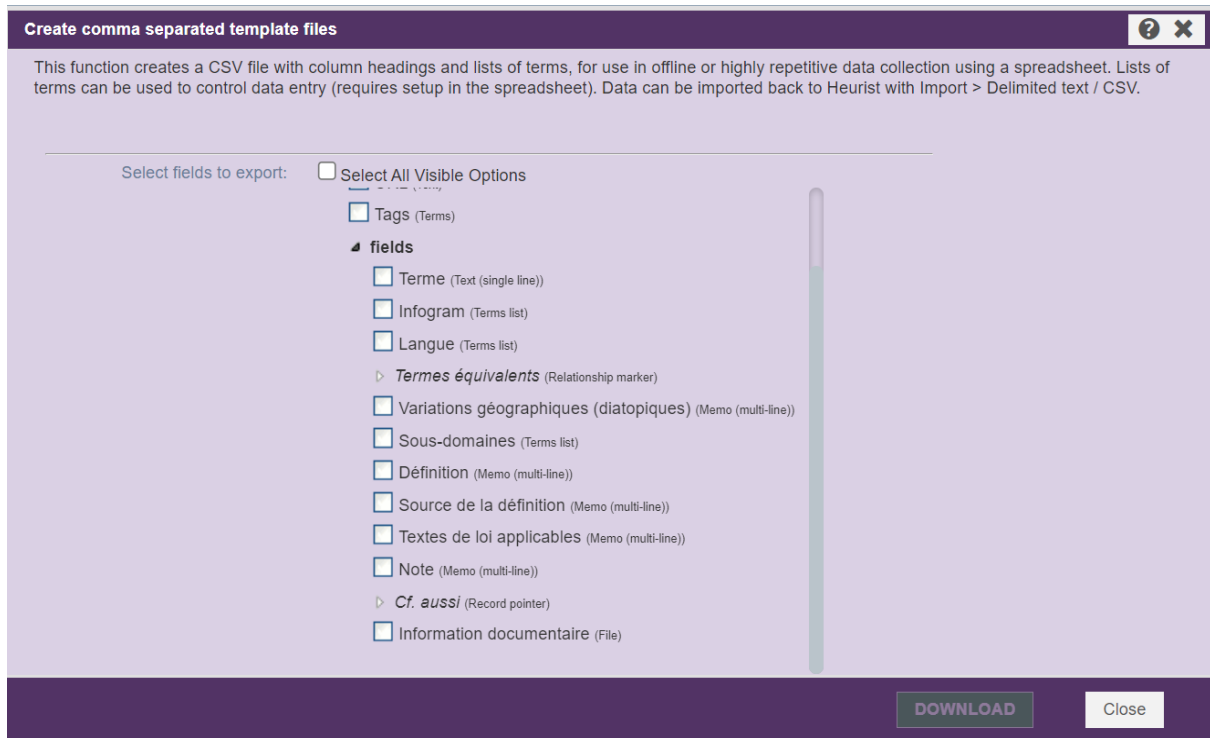 Create comma separated template files
This function creates a CSV file with column headings and lists of terms, for use in offline or highly repetitive data collection using a spreadsheet. Lists of
terms can be used to control data entry (requires setup in the spreadsheet). Data can be imported back to Heurist with Import > Delimited text / CSV.
Select fields to export: Select All Visible Options
Tags (Terms)
fields
Terme (Text (single line))
Infogram (Terms list)
Langue (Terms list)
Termes équivalents (Relationship marker)
Variations géographiques (diatopiques) (Memo (multi-line))
Sous-domaines (Terms list)
Définition (Memo (multi-line))
Source de la définition (Memo (multi-line))
Textes de loi applicables (Memo (multi-line))
Note (Memo (multi-line))
Cf. aussi (Record pointer)
Information documentaire (File)
DOWNLOAD Close